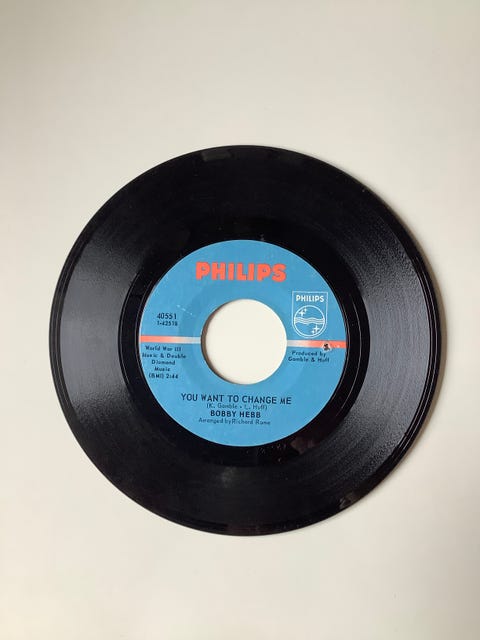 PHILIPS
PHILIPS
40551
1-42518
World War III
Music & Double
Diamond
Music
(BMI) 2:44
Produced by
Gamble & Huff
YOU WANT TO CHANGE ME
(K. Gamble - L. Huff)
BOBBY HEBB
Arranged by Richard Rome